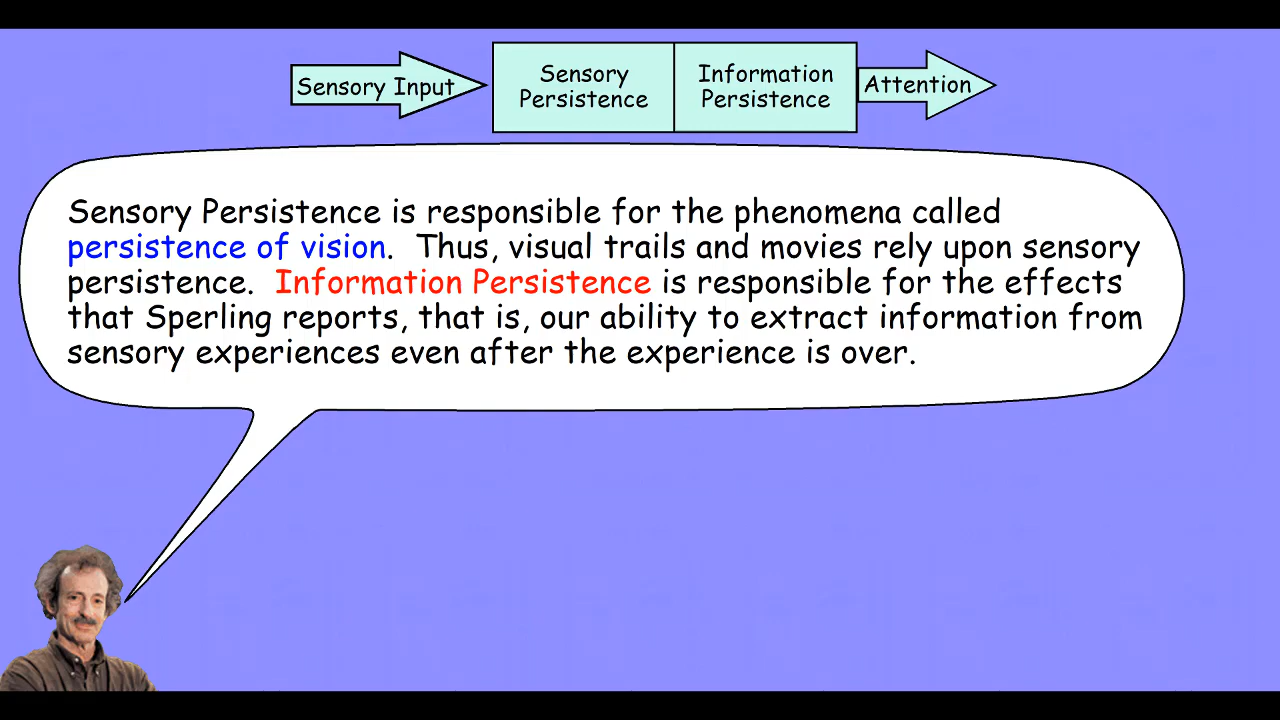 Sensory Input
Sensory
Persistence
Information
Persistence
Attention
Sensory Persistence is responsible for the phenomena called
persistence of vision. Thus, visual trails and movies rely upon sensory
persistence. Information Persistence is responsible for the effects
that Sperling reports, that is, our ability to extract information from
sensory experiences even after the experience is over.